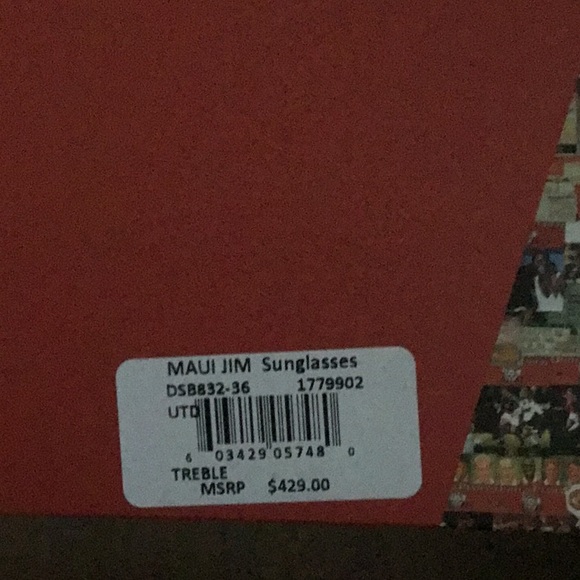 MAUI JIM Sunglasses
DSB832-36 1779902
UTD
6 03429 05748 0
TREBLE
MSRP $429.00